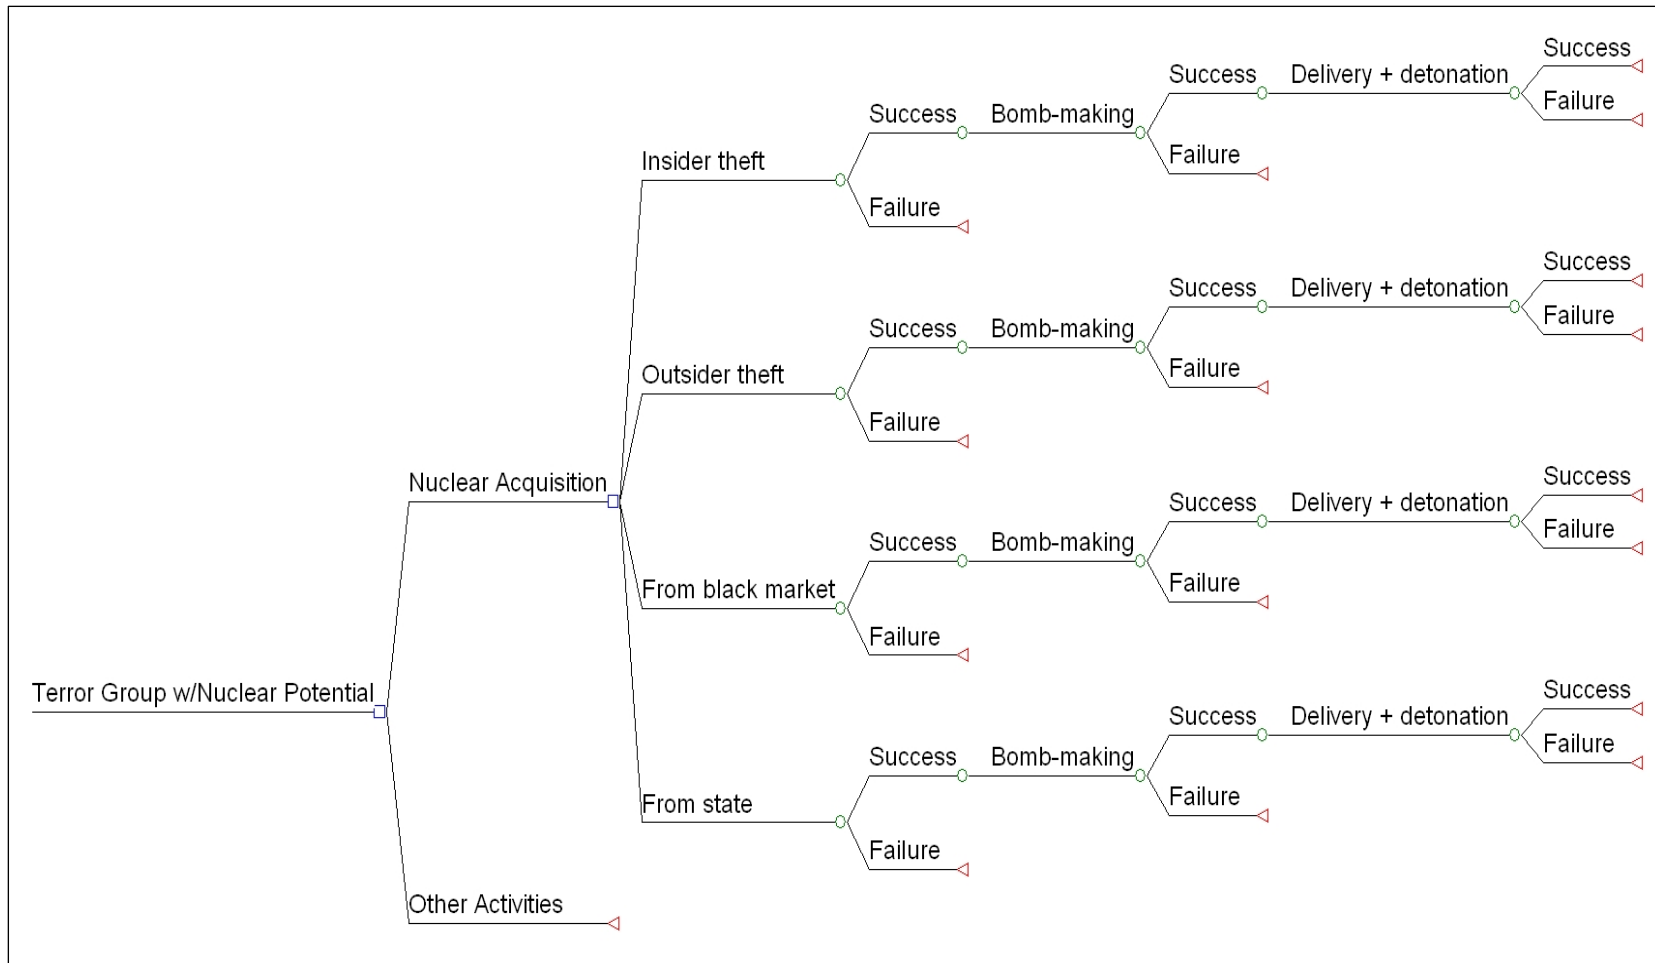 Success
Success
Delivery + detonation
Failure
Success
Bomb-making
Failure
Insider theft
Failure
Success
Success
Delivery + detonation
Failure
Success
Bomb-making
Failure
Outsider theft
Failure
Nuclear Acquisition
Success
Success
Delivery + detonation
Failure
Success
Bomb-making
Failure
From black market
Failure
Terror Group w/Nuclear Potential
Success
Success
Delivery + detonation
Failure
Success
Bomb-making
Failure
From state
Failure
Other Activities